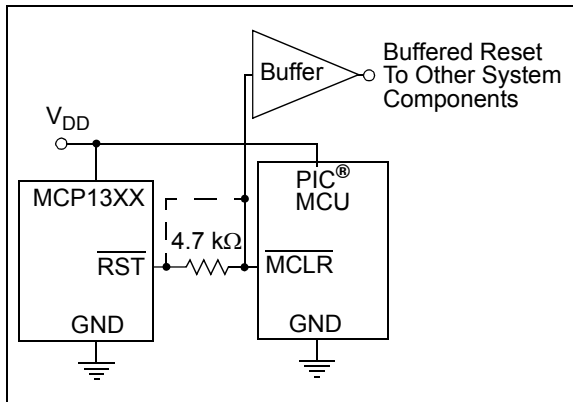 Buffer
Buffered Reset
To Other System
Components
VDD
MCP13XX
PIC®
MCU
4.7 kΩ
RST
MCLR
GND
GND